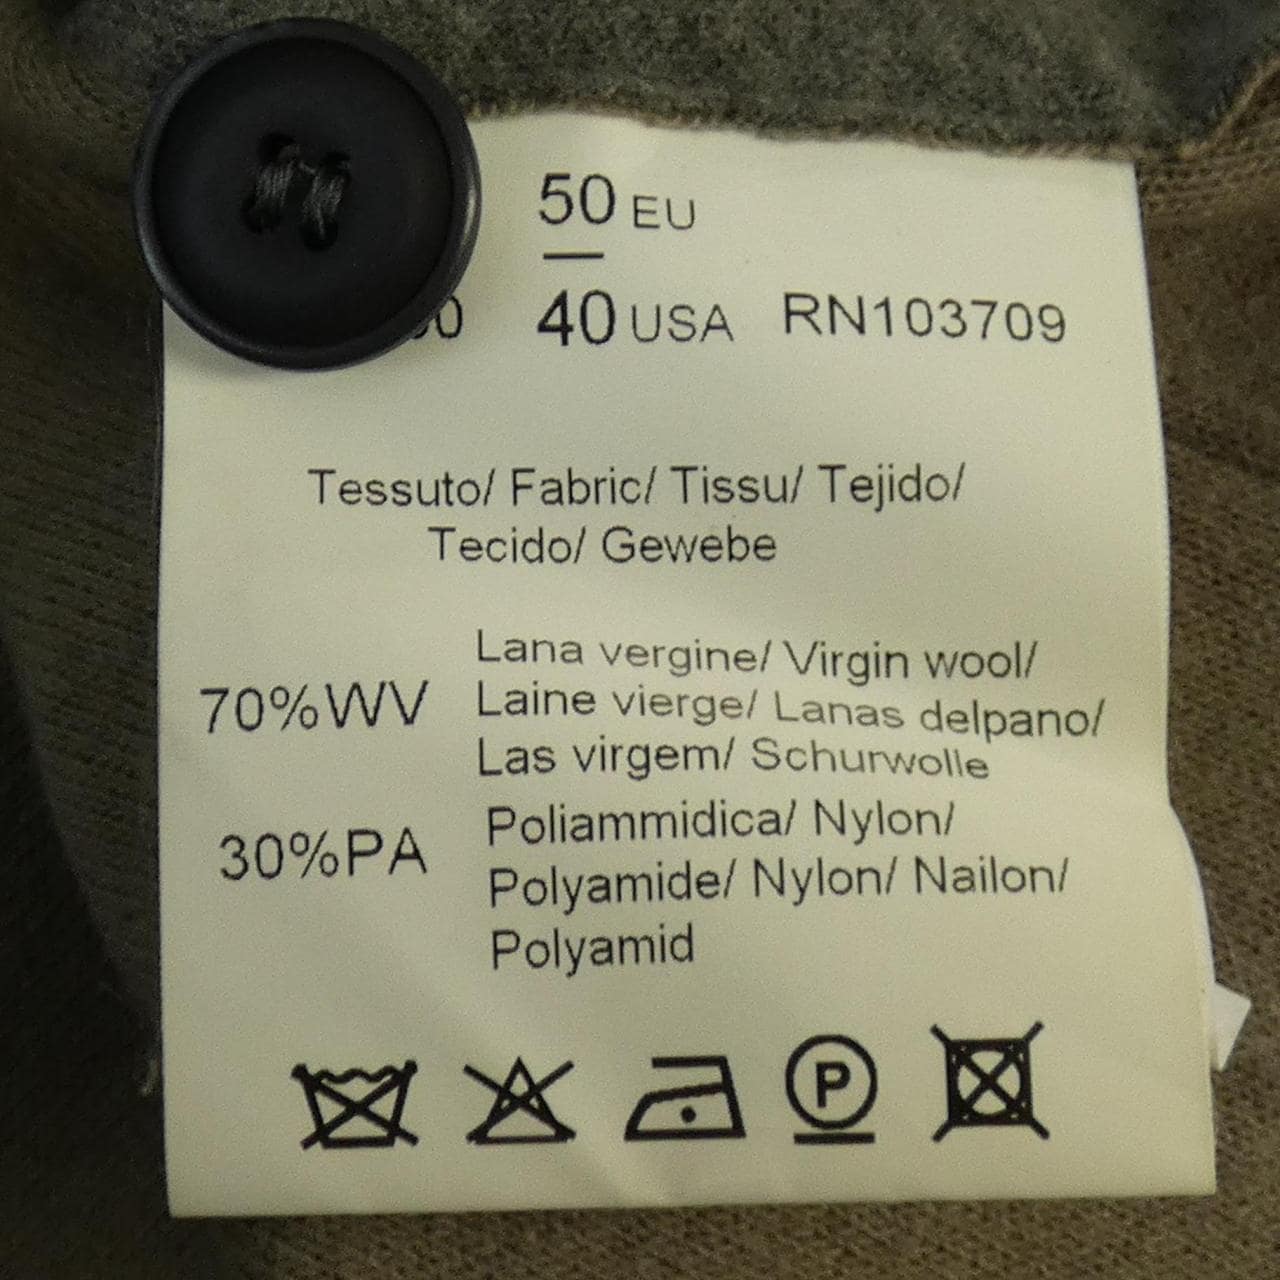 50 EU
40 USA RN103709
Tessuto/ Fabric/ Tissu/ Tejido/
Tecido/ Gewebe
70%WV
Lana vergine/ Virgin wool/
Laine vierge/ Lanas delpano/
Las virgem/ Schurwolle
30%PA
Poliammidica/ Nylon/
Polyamide/ Nylon/ Nailon/
Polyamid
P